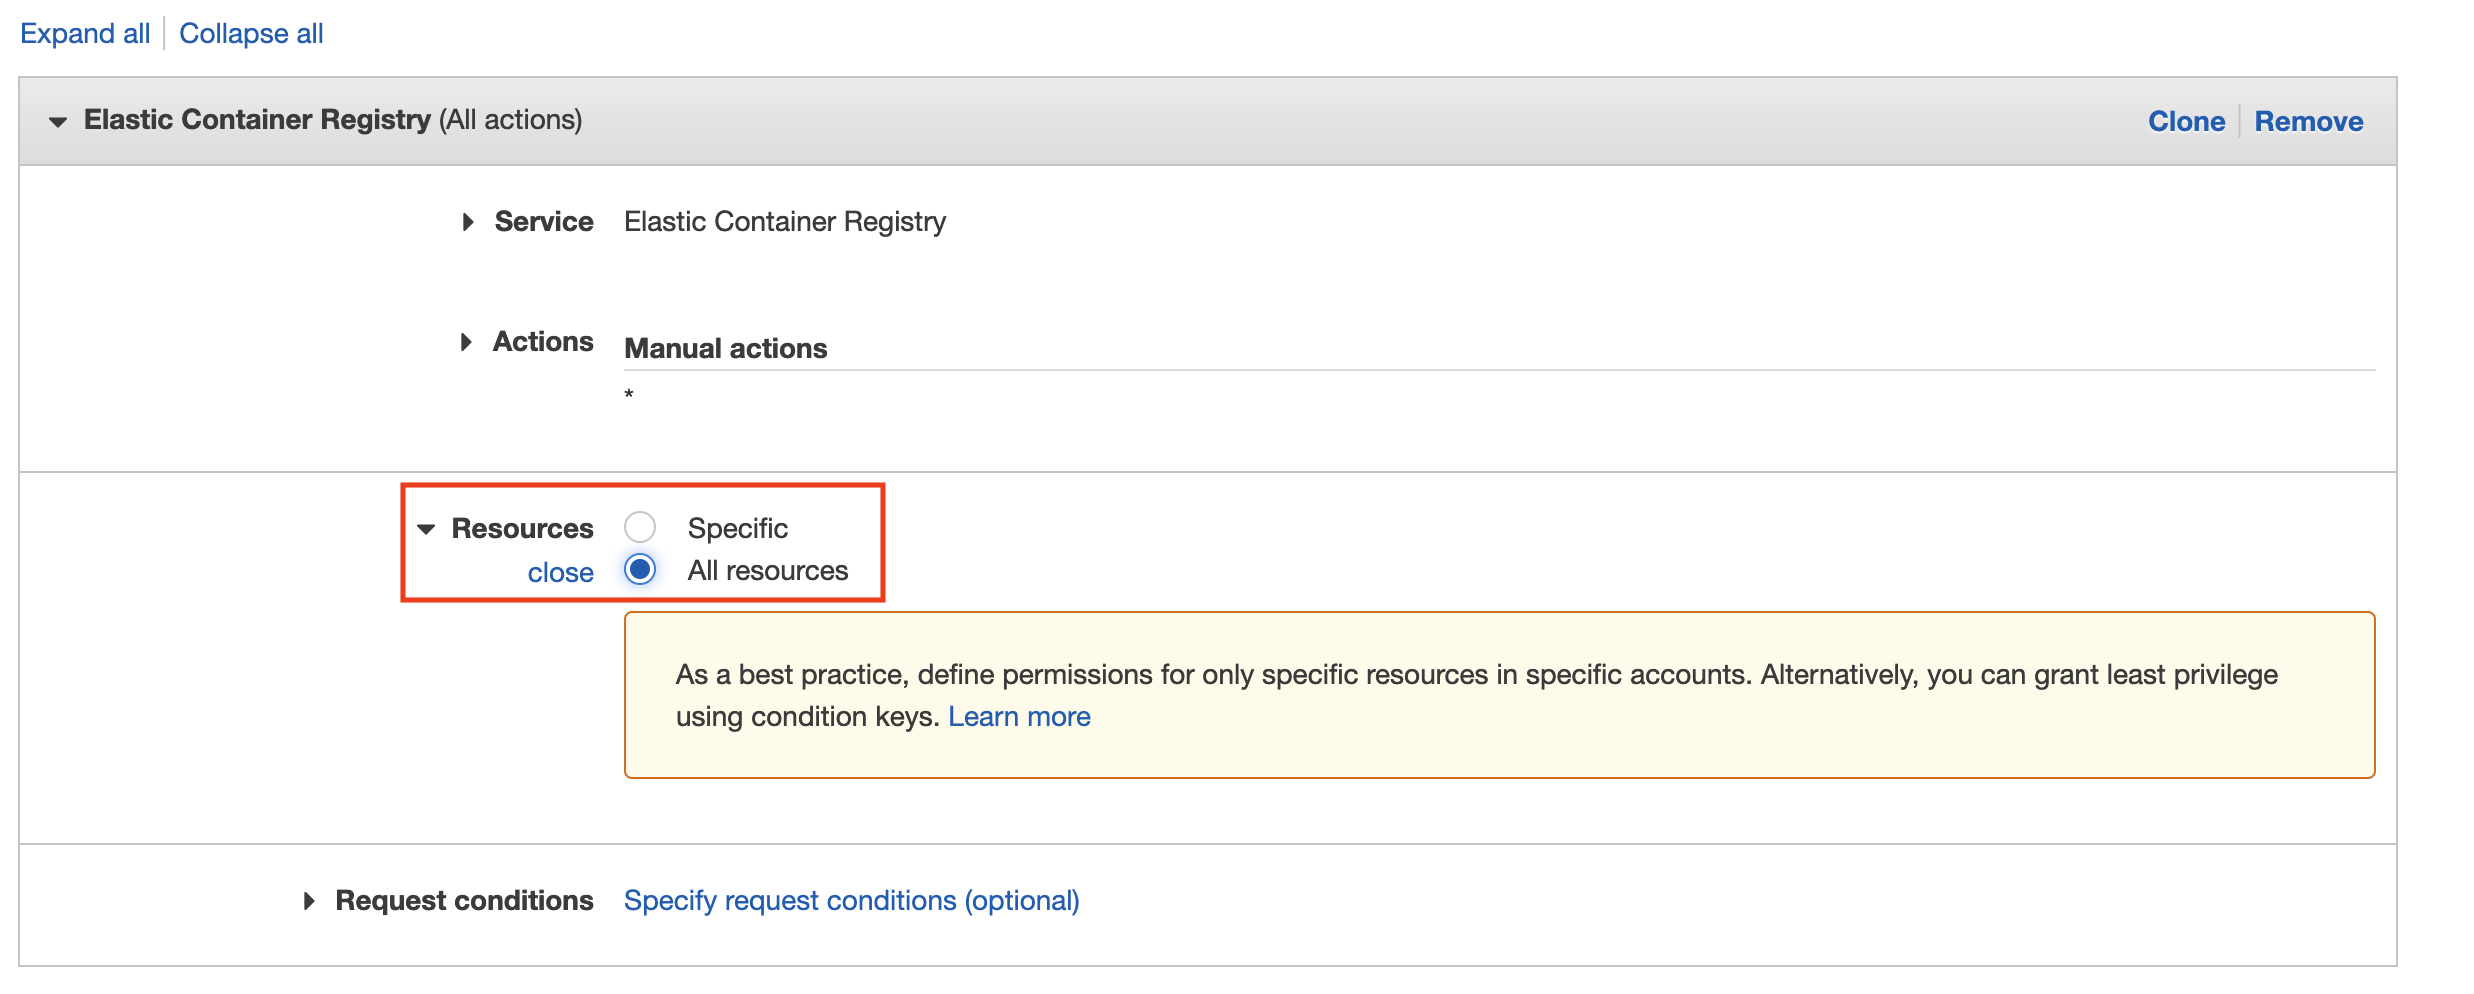 Expand all Collapse all
Elastic Container Registry (All actions) Clone Remove
Service Elastic Container Registry
Actions Manual actions
*
Resources Specific
close All resources
As a best practice, define permissions for only specific resources in specific accounts. Alternatively, you can grant least privilege
using condition keys. Learn more
Request conditions Specify request conditions (optional)